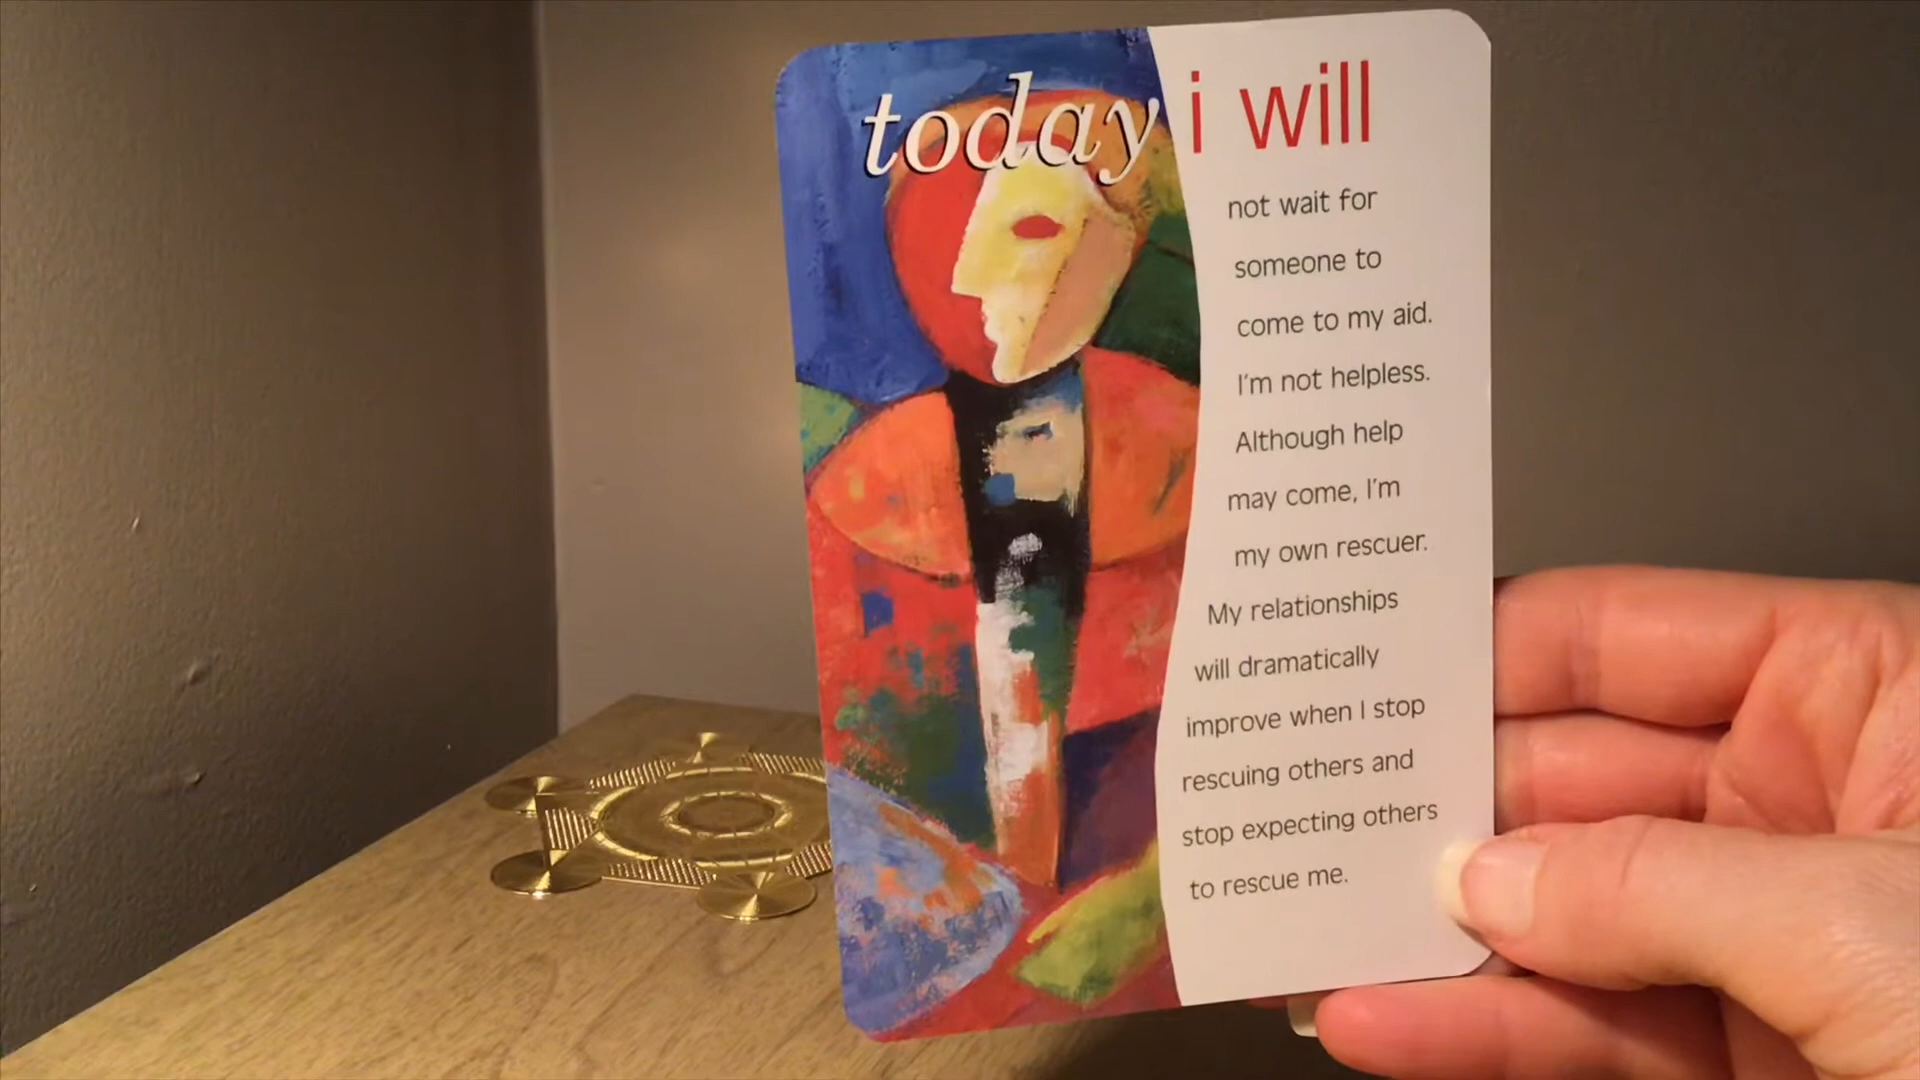 today i will
not wait for
someone to
come to my aid.
I'm not helpless.
Although help
may come, I'm
my own rescuer.
My relationships
will dramatically
improve when I stop
rescuing others and
stop expecting others
to rescue me.